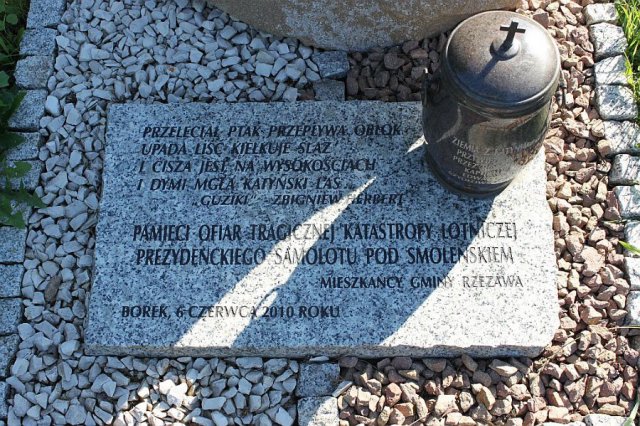 PRZELECIAŁ PTAK PRZEPŁYWA OBŁOK
UPADA LIŚĆ KIEŁKUJE ŚLAZ
I CISZA JEST NA WYSOKOŚCIACH
I DYMI MGŁĄ KATYŃSKI LAS...
„GUZIKI” - ZBIGNIEW HERBERT
PAMIĘCI OFIAR TRAGICZNEJ KATASTROFY LOTNICZEJ
PREZYDENCKIEGO SAMOLOTU POD SMOLEŃSKIEM
MIESZKAŃCY GMINY RZEZAWA
BOREK, 6 CZERWCA 2010 ROKU